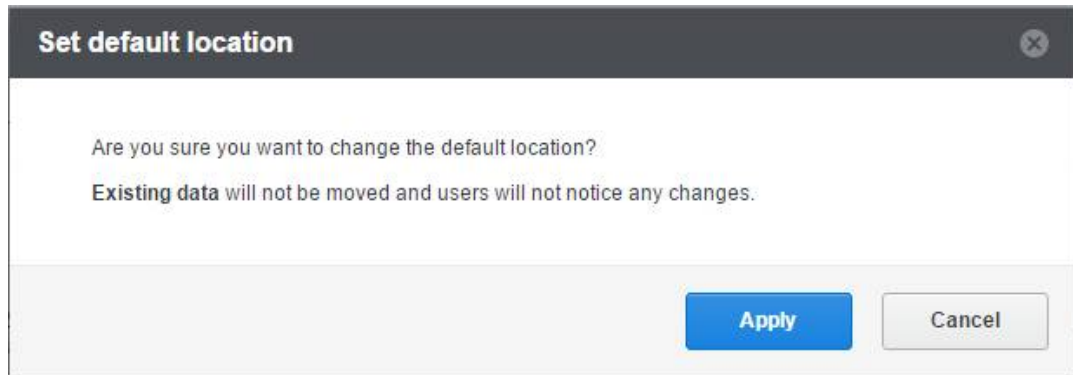 Set default location
Are you sure you want to change the default location?
Existing data will not be moved and users will not notice any changes.
Apply
Cancel